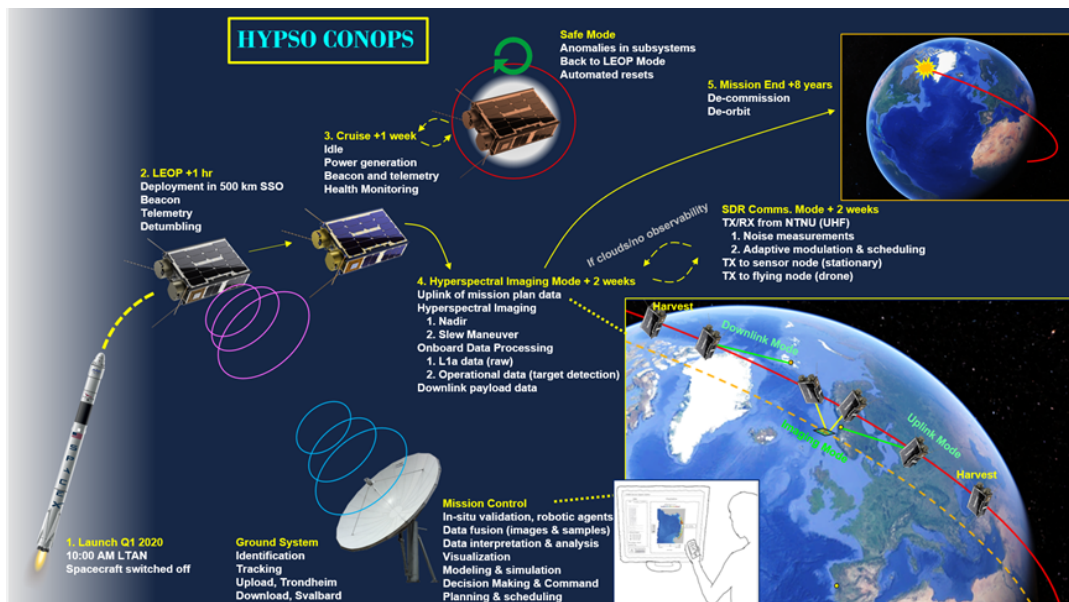 HYPSO CONOPS
Safe Mode
Anomalies in subsystems
Back to LEOP Mode
Automated resets
5. Mission End +8 years
De-commission
De-orbit
3. Cruise +1 week
Idle
Power generation
Beacon and telemetry
Health Monitoring
2. LEOP +1 hr
Deployment in 500 km SSO
Beacon
Telemetry
Detumbling
If clouds/no observability
SDR Comms. Mode + 2 weeks
TX/RX from NTNU (UHF)
1. Noise measurements
2. Adaptive modulation & scheduling
TX to sensor node (stationary)
TX to flying node (drone)
4. Hyperspectral Imaging Mode + 2 weeks
Uplink of mission plan data
Hyperspectral Imaging
1. Nadir
2. Slew Maneuver
Onboard Data Processing
1. L1a data (raw)
2. Operational data (target detection)
Downlink payload data
Harvest
Downlink Mode
Imaging Mode
Uplink Mode
Harvest
SPACEX
1. Launch Q1 2020
10:00 AM LTAN
Spacecraft switched off
Ground System
Identification
Tracking
Upload, Trondheim
Download, Svalbard
Mission Control
In-situ validation, robotic agents
Data fusion (images & samples)
Data interpretation & analysis
Visualization
Modeling & simulation
Decision Making & Command
Planning & scheduling